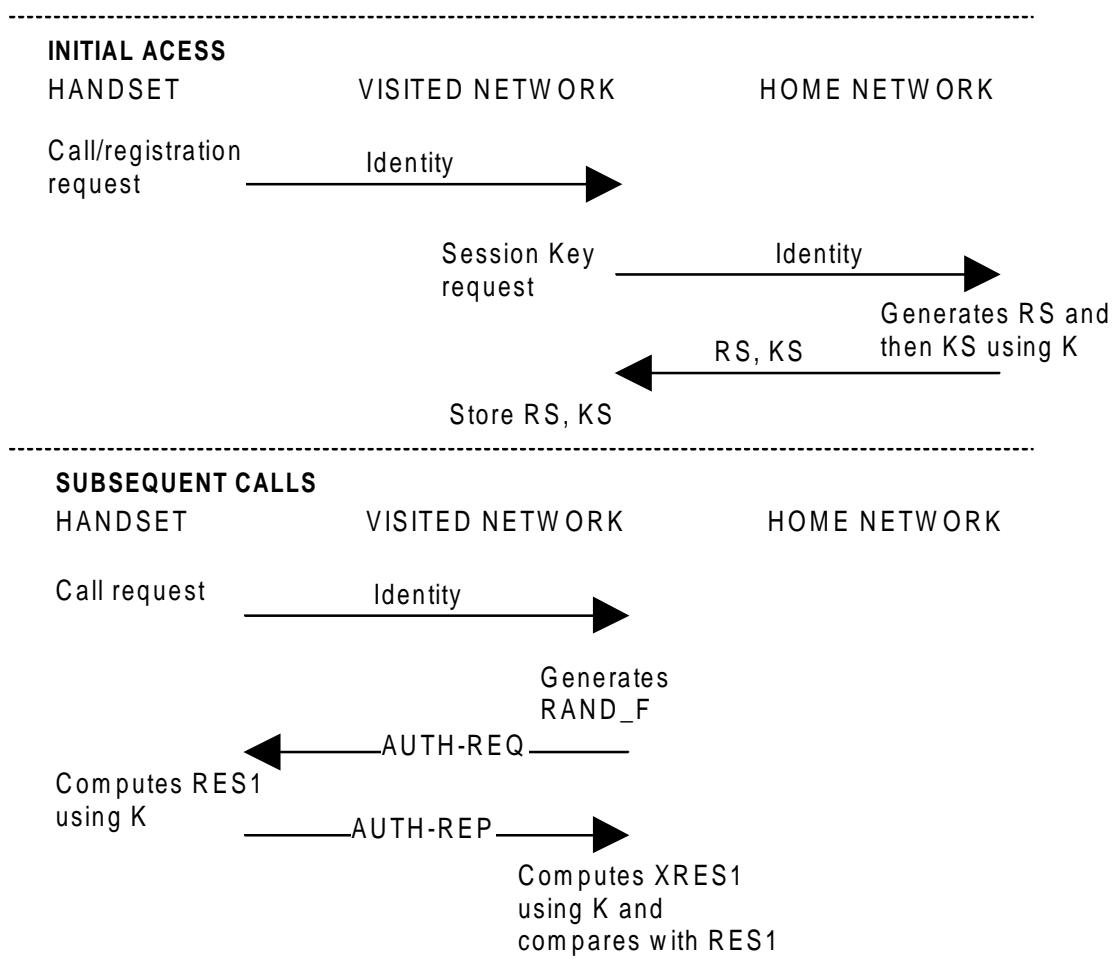 INITIAL ACESS
HANDSET VISITED NETWORK HOME NETWORK
Call/registration
request
Identity
Session Key
request
Identity
Generates RS and
then KS using K
RS, KS
Store RS, KS
SUBSEQUENT CALLS
HANDSET VISITED NETWORK HOME NETWORK
Call request
Identity
Generates
RAND_F
AUTH-REQ
Computes RES1
using K
AUTH-REP
Computes XRES1
using K and
compares with RES1